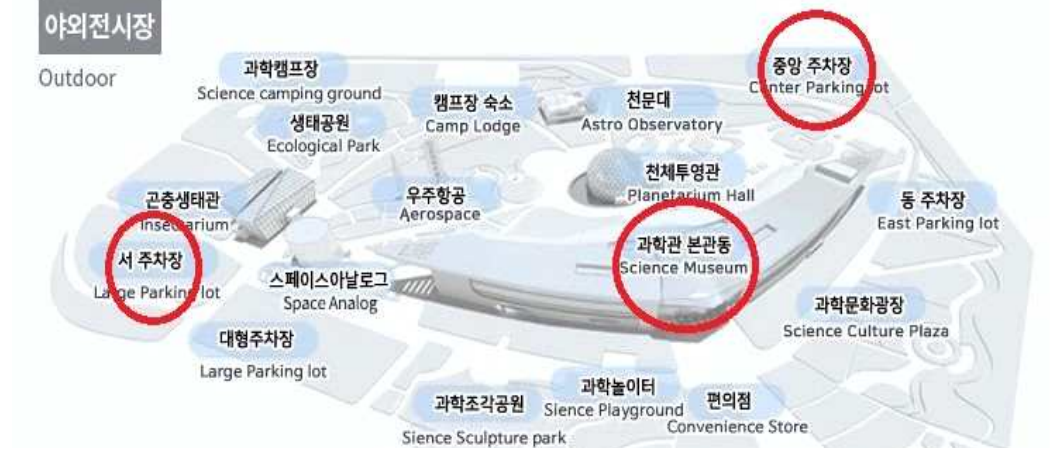 야외전시장
Outdoor
과학캠프장
Science camping ground
생태공원
Ecological Park
캠프장 숙소
Camp Lodge
천문대
Astro Observatory
중앙 주차장
Center Parking lot
곤충생태관
Insectarium
우주항공
Aerospace
천체투영관
Planetarium Hall
동 주차장
East Parking lot
서 주차장
Large Parking lot
스페이스아날로그
Space Analog
과학관 본관동
Science Museum
과학문화광장
Science Culture Plaza
대형주차장
Large Parking lot
과학조각공원
Sience Sculpture park
과학놀이터
Sience Playground
편의점
Convenience Store